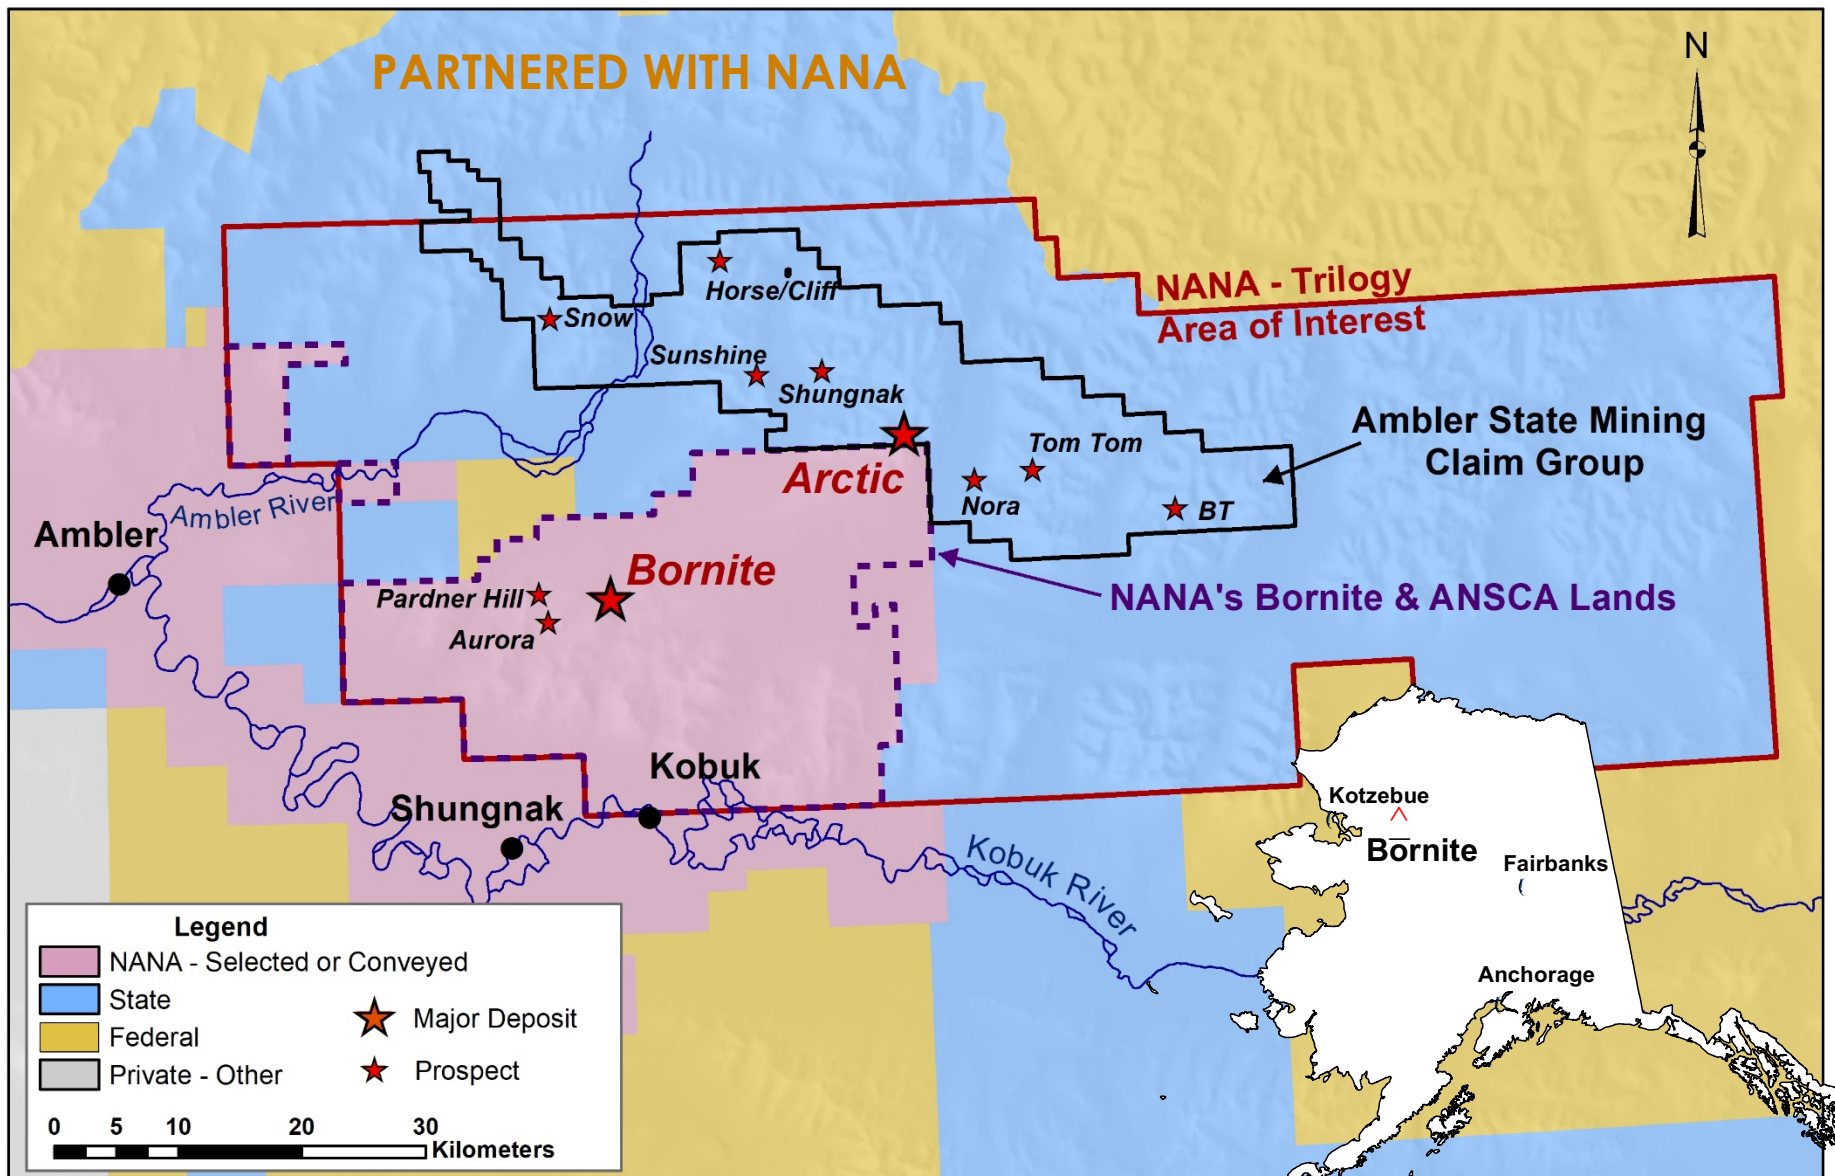 PARTNERED WITH NANA
N
Horse/Cliff
Snow
NANA - Trilogy
Area of Interest
Sunshine
Shungnak
Arctic
Tom Tom
Nora
BT
Ambler State Mining
Claim Group
Ambler River
Ambler
Bornite
Pardner Hill
Aurora
NANA's Bornite & ANSCA Lands
Kobuk
Shungnak
Kobuk River
Kotzebue
Bornite
Fairbanks
Anchorage
Legend
NANA - Selected or Conveyed
State
Federal
Private - Other
Major Deposit
Prospect
0 5 10 20 30
Kilometers